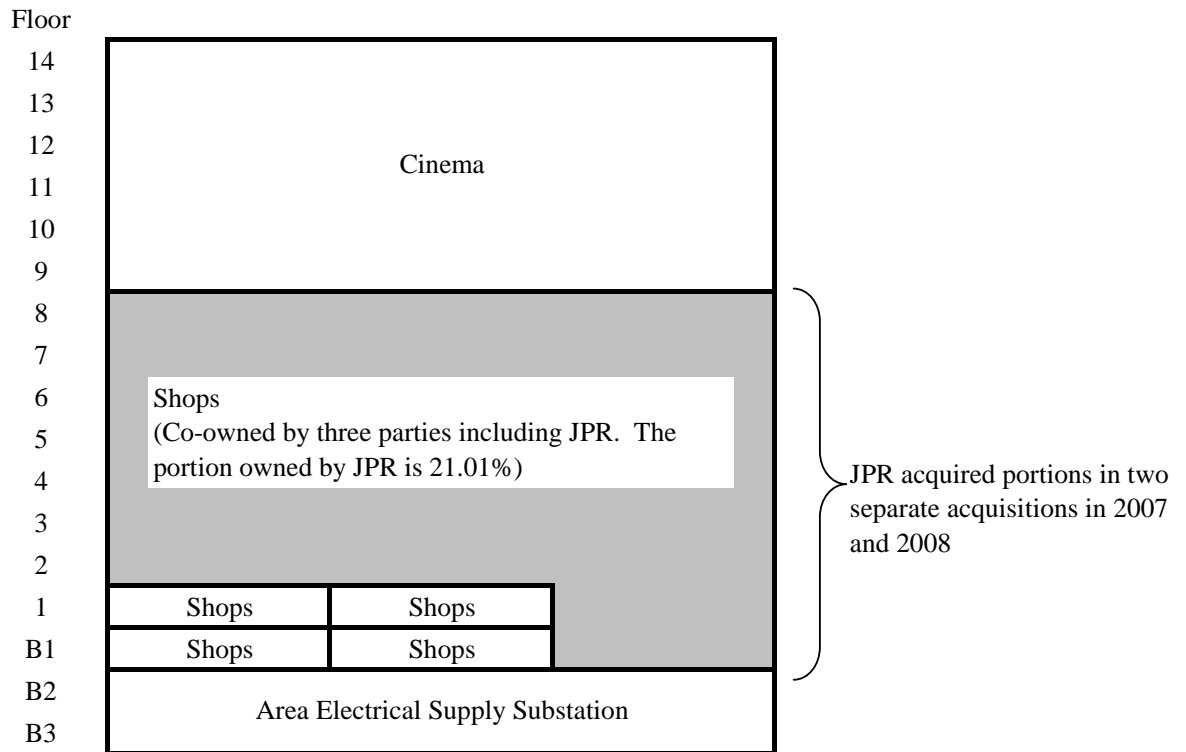 Floor
14
13
12
11
10
9
8
7
6
5
4
3
2
1
B1
B2
B3
Cinema
Shops
(Co-owned by three parties including JPR. The
portion owned by JPR is 21.01%)
Shops Shops
Shops Shops
Area Electrical Supply Substation
JPR acquired portions in two
separate acquisitions in 2007
and 2008